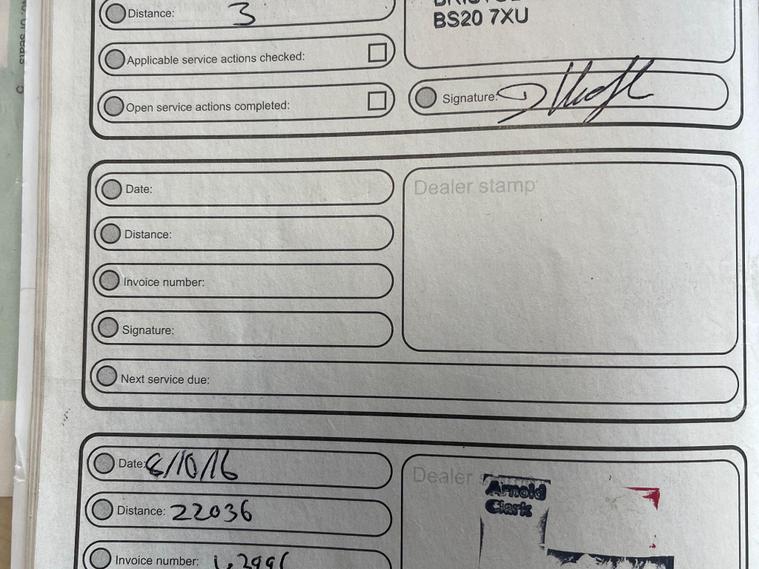 Distance: 3
BS20 7XU
Applicable service actions checked:
Open service actions completed:
Signature:
Date:
Dealer stamp
Distance:
Invoice number:
Signature:
Next service due:
Date: 6/10/16
Dealer
Arnold
Clark
Distance: 22036
Invoice number: